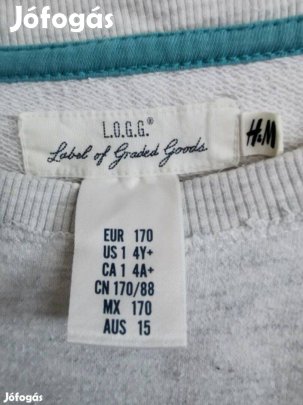 Jófogás
L.O.G.G.®
Label of Graded Goods.
H&M
EUR 170
US 1 4Y+
CA 1 4A+
CN 170/88
MX 170
AUS 15
Jófogás